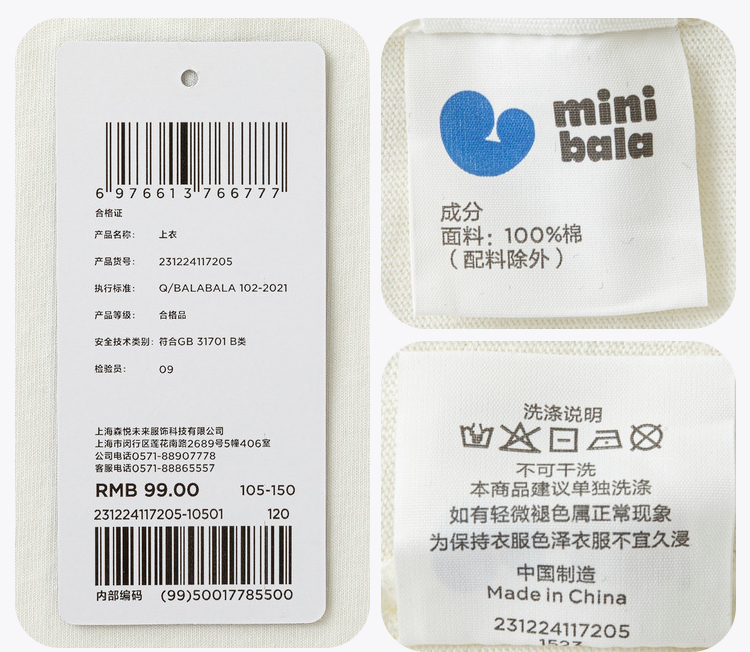 6 976613 766777
合格证
产品名称: 上衣
产品货号: 231224117205
执行标准: Q/BALABALA 102-2021
产品等级: 合格品
安全技术类别: 符合GB 31701 B类
检验员: 09
上海森悦未来服饰科技有限公司
上海市闵行区莲花南路2689号5幢406室
公司电话0571-88907778
客服电话0571-88865557
RMB 99.00 105-150
231224117205-10501 120
内部编码 (99)50017785500
mini
bala
成分
面料: 100%棉
(配料除外)
洗涤说明
不可干洗
本商品建议单独洗涤
如有轻微褪色属正常现象
为保持衣服色泽衣服不宜久浸
中国制造
Made in China
231224117205
1523